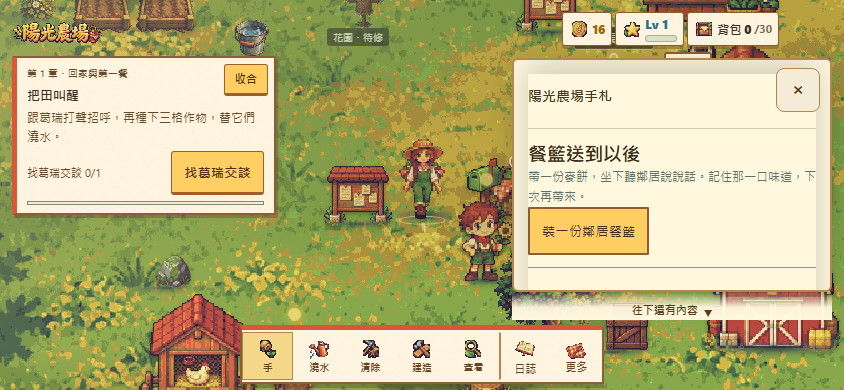 陽光農場
花圃·待修
16
Lv 1
背包 0 /30
第 1 章·回家與第一餐
收合
把田叫醒
跟葛瑞打聲招呼,再種下三格作物,替它們
澆水。
找葛瑞交談 0/1
找葛瑞交談
陽光農場手札
×
餐籃送到以後
帶一份麥餅,坐下聽鄰居說說話。記住那一口味道,下
次再帶來。
裝一份鄰居餐籃
往下還有內容 ▼
手
澆水
清除
建造
查看
日誌
更多